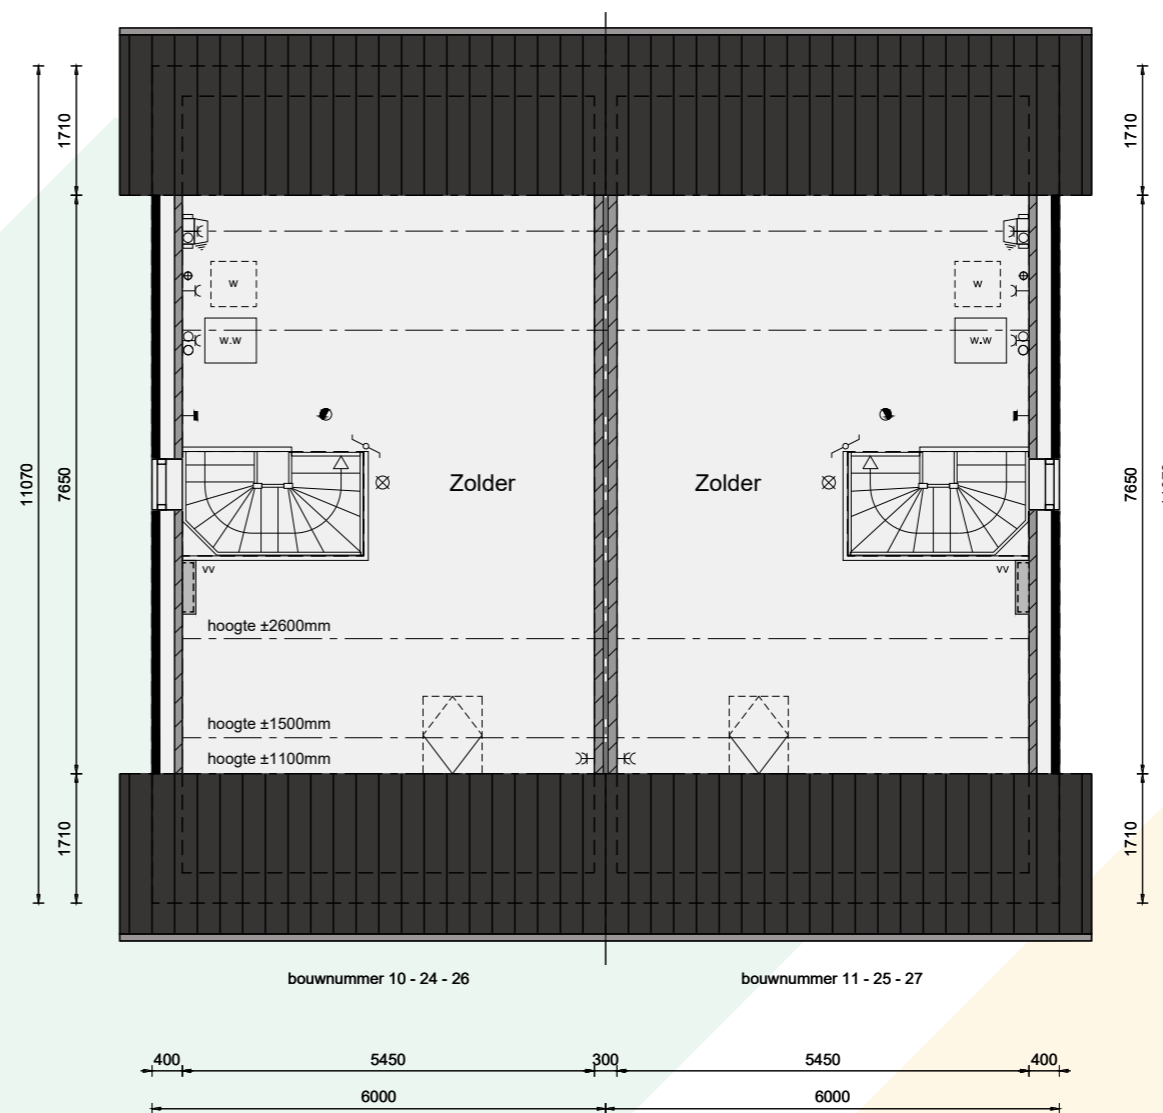 1710
1710
11070
7650
7650
w
w
w.w
w.w
Zolder
Zolder
vv
vv
hoogte ±2600mm
hoogte ±1500mm
hoogte ±1100mm
1710
1710
bouwnummer 10 - 24 - 26
bouwnummer 11 - 25 - 27
400 5450 300 5450 400
6000 6000